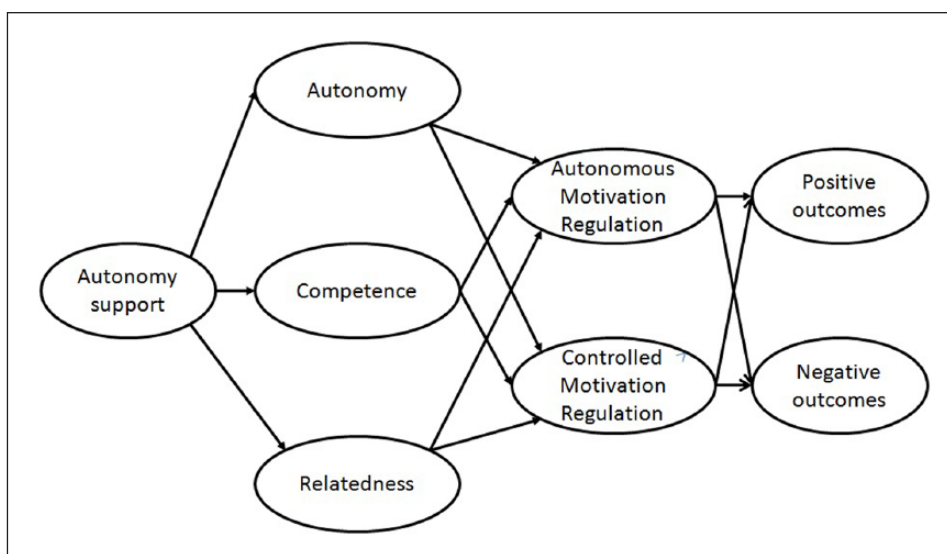 Autonomy
Autonomous
Motivation
Regulation
Positive
outcomes
Autonomy
support
Competence
Controlled
Motivation
Regulation
Negative
outcomes
Relatedness